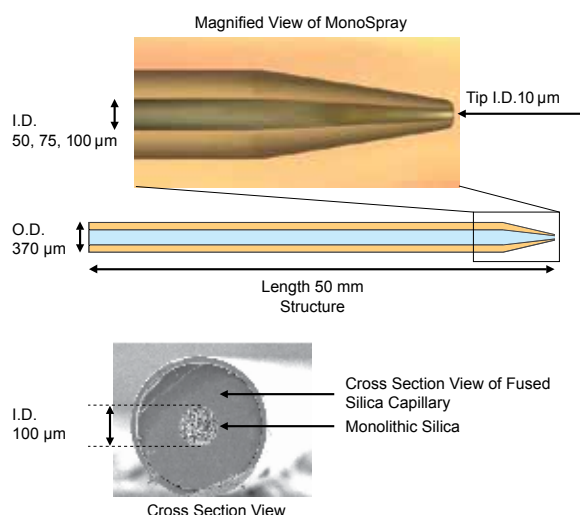 Magnified View of MonoSpray
I.D.
50, 75, 100 µm
Tip I.D.10 µm
O.D.
370 µm
Length 50 mm
Structure
I.D.
100 µm
Cross Section View of Fused
Silica Capillary
Monolithic Silica
Cross Section View